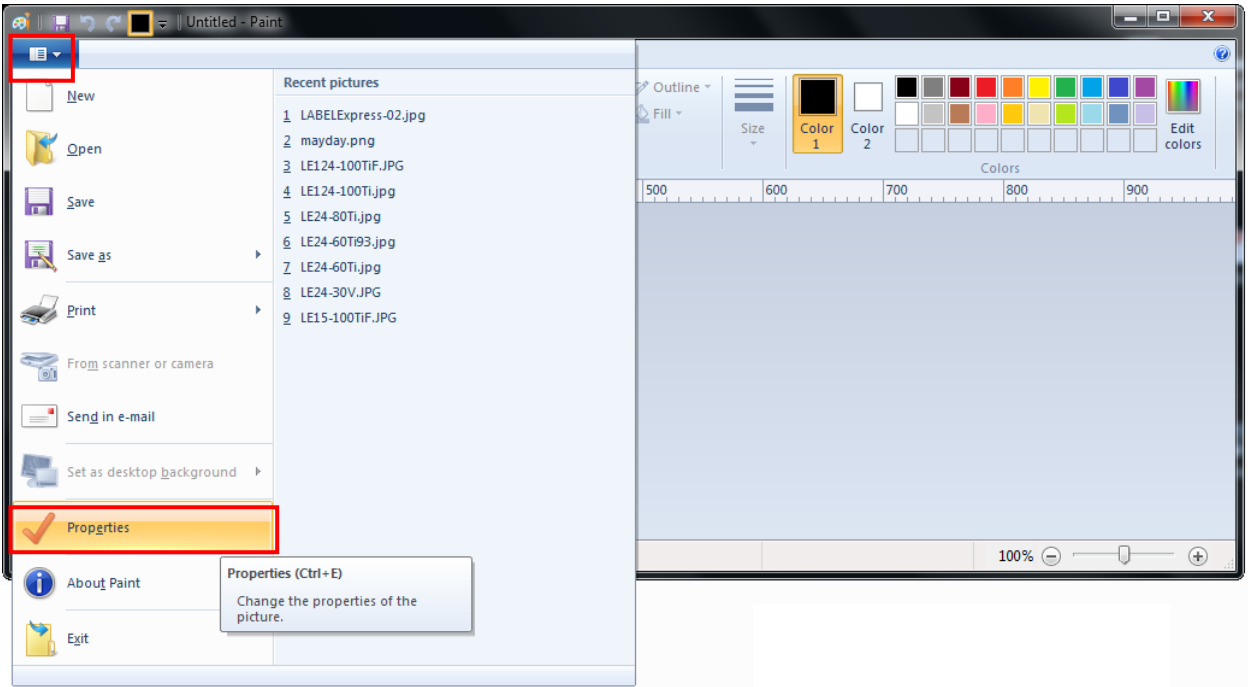 Untitled - Paint
New
Open
Save
Save as
Print
From scanner or camera
Send in e-mail
Set as desktop background
Properties
About Paint
Exit
Recent pictures
1 LABELExpress-02.jpg
2 mayday.png
3 LE124-100TiF.JPG
4 LE124-100Ti.jpg
5 LE24-80Ti.jpg
6 LE24-60Ti93.jpg
7 LE24-60Ti.jpg
8 LE24-30V.JPG
9 LE15-100TiF.JPG
Properties (Ctrl+E)
Change the properties of the
picture.
Outline
Fill
Size
Color
1
Color
2
Edit
colors
Colors
500 600 700 800 900
100%